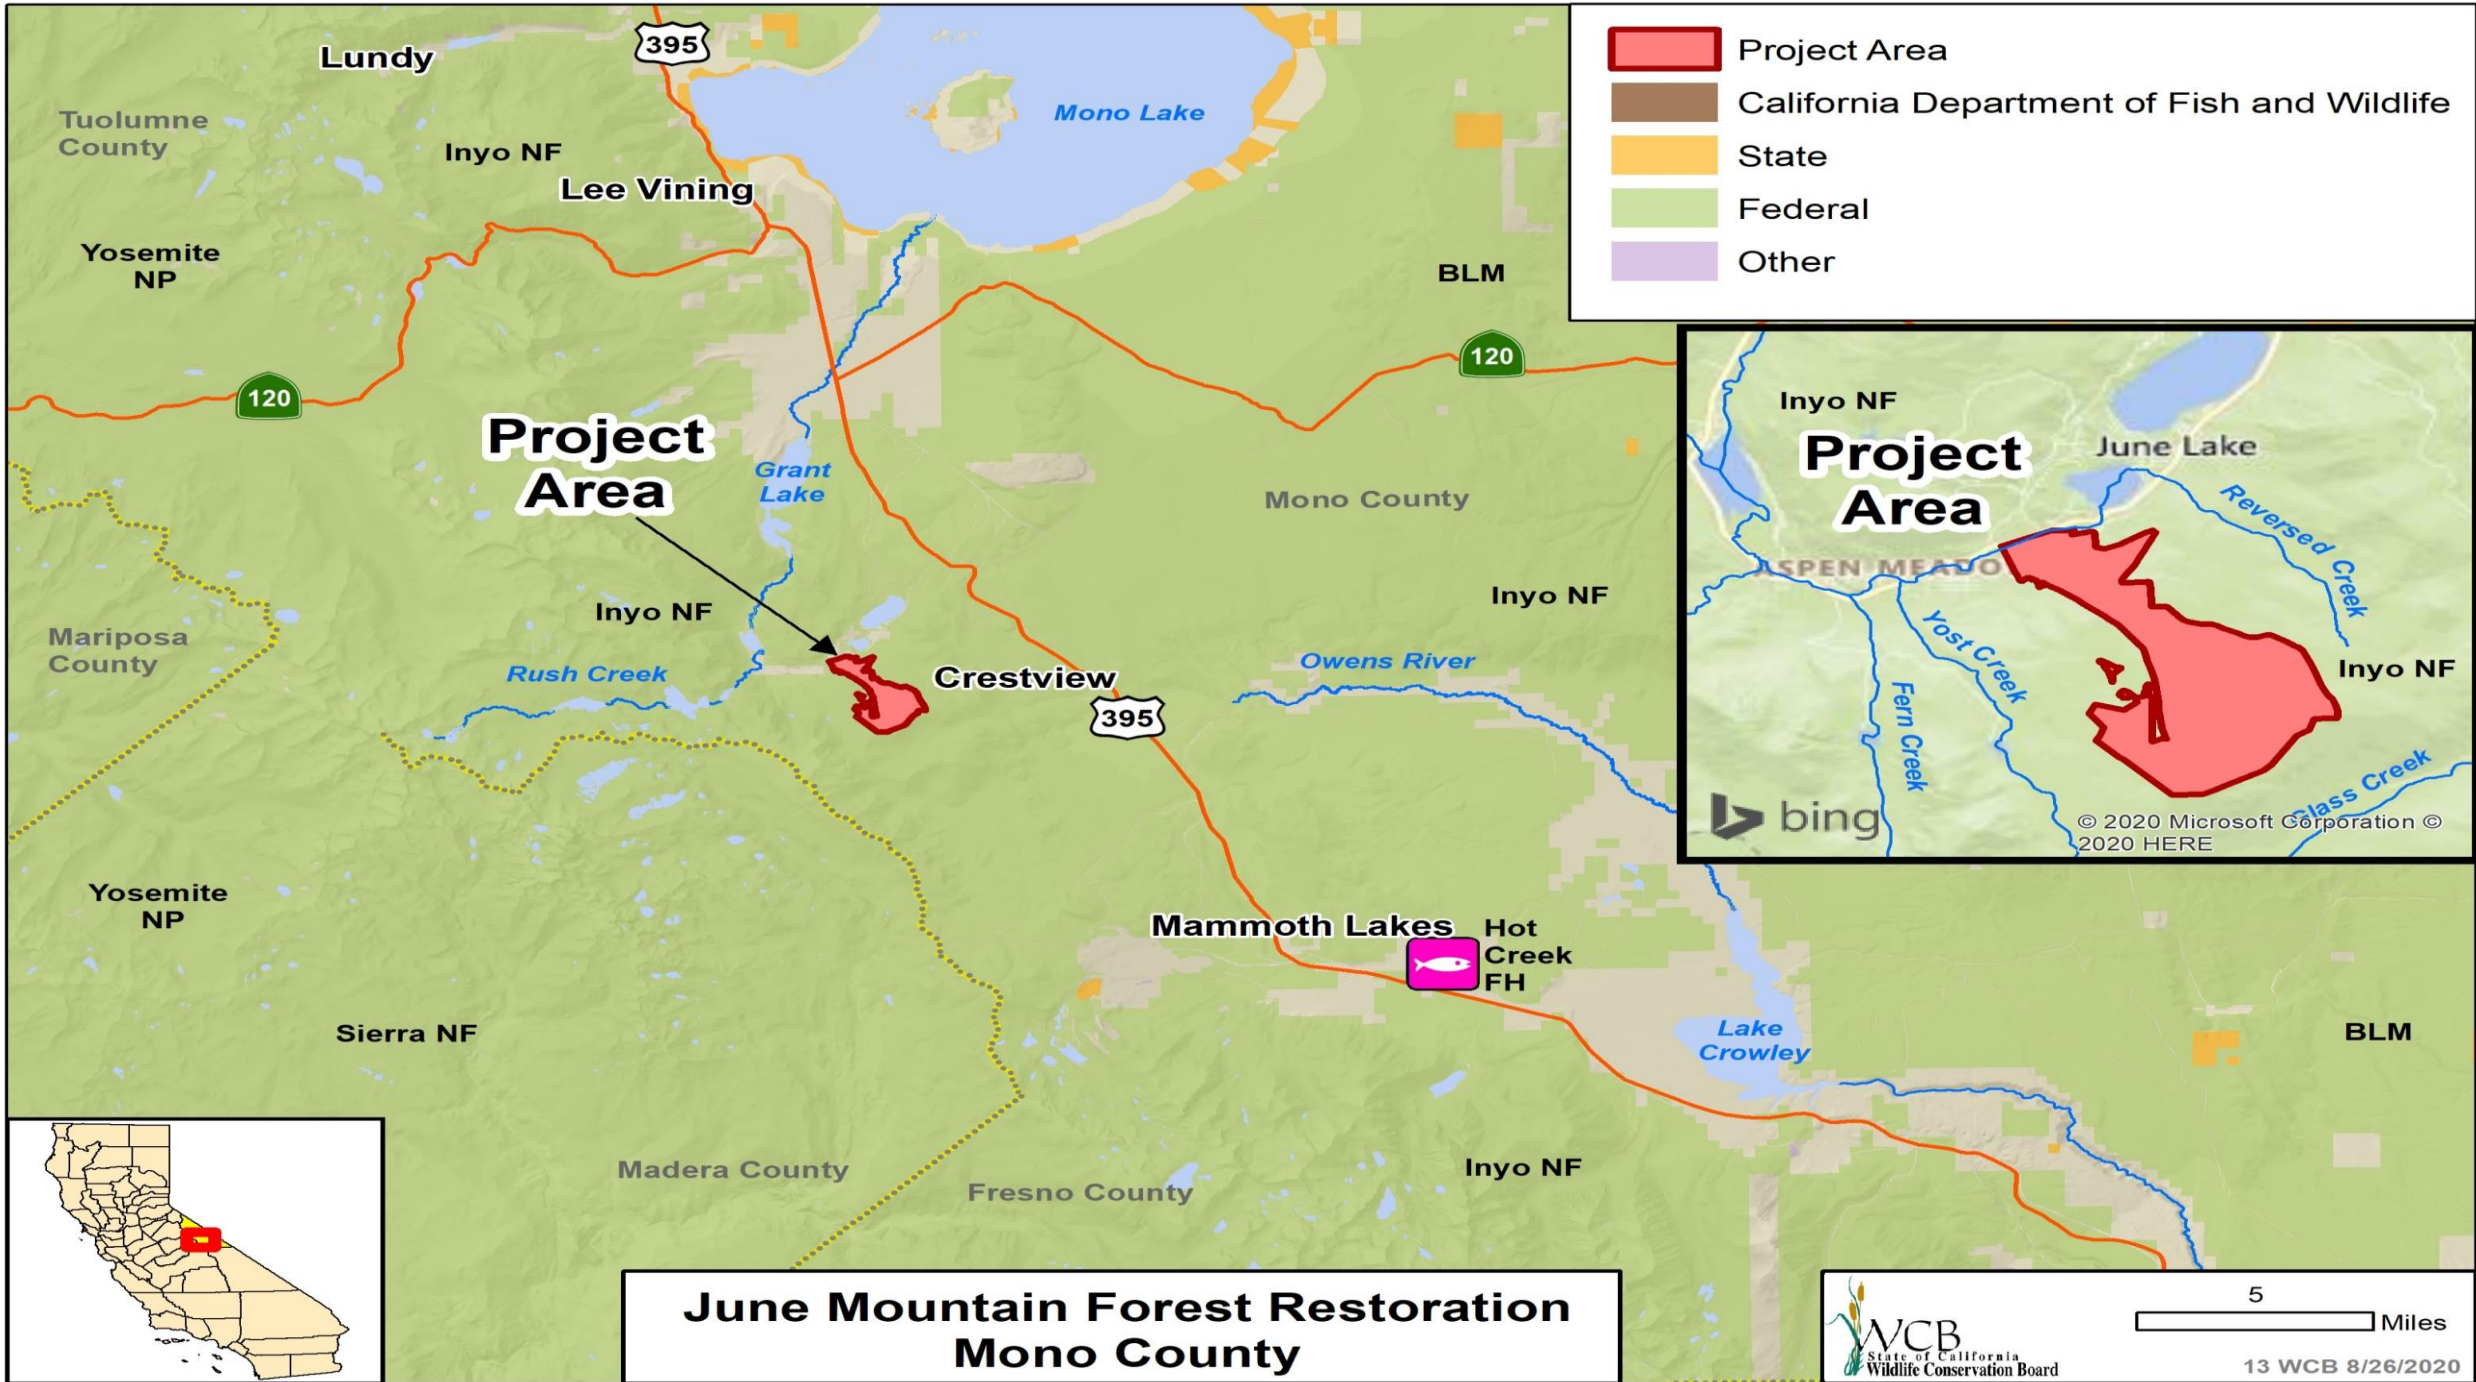 395
Lundy
Tuolumne
County
Inyo NF
Mono Lake
Lee Vining
Yosemite
NP
BLM
120
120
Project
Area
Grant
Lake
Mono County
Inyo NF
Inyo NF
Mariposa
County
Rush Creek
Crestview
Owens River
395
Yosemite
NP
Mammoth Lakes
Hot
Creek
FH
Sierra NF
Lake
Crowley
BLM
Madera County
Fresno County
Inyo NF
Project Area
California Department of Fish and Wildlife
State
Federal
Other
Inyo NF
Project
Area
June Lake
Reversed Creek
ASPEN MEADO
Yost Creek
Fern Creek
Inyo NF
Glass Creek
bing
© 2020 Microsoft Corporation ©
2020 HERE
June Mountain Forest Restoration
Mono County
WCB
State of California
Wildlife Conservation Board
5
Miles
13 WCB 8/26/2020